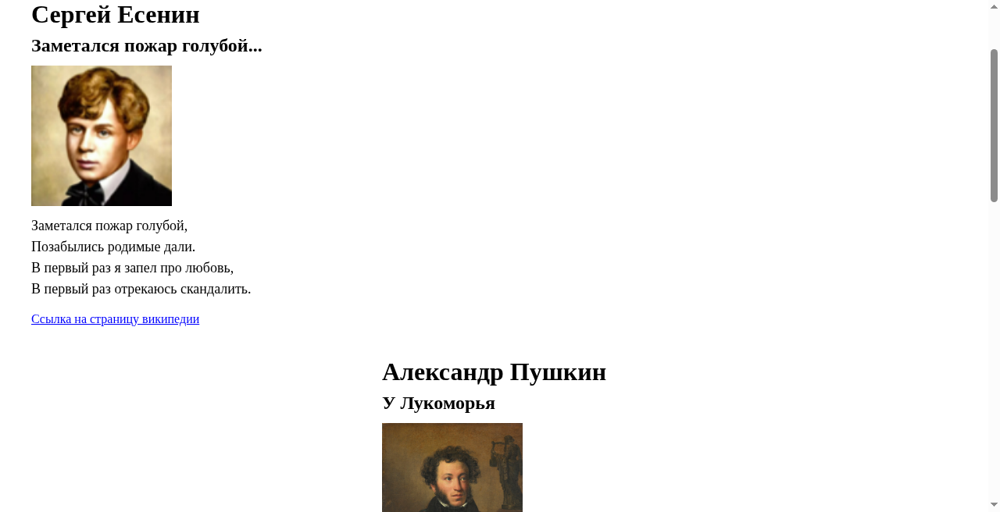 Сергей Есенин
Заметался пожар голубой...
Заметался пожар голубой,
Позабылись родимые дали.
В первый раз я запел про любовь,
В первый раз отрекаюсь скандалить.
Ссылка на страницу википедии
Александр Пушкин
У Лукоморья